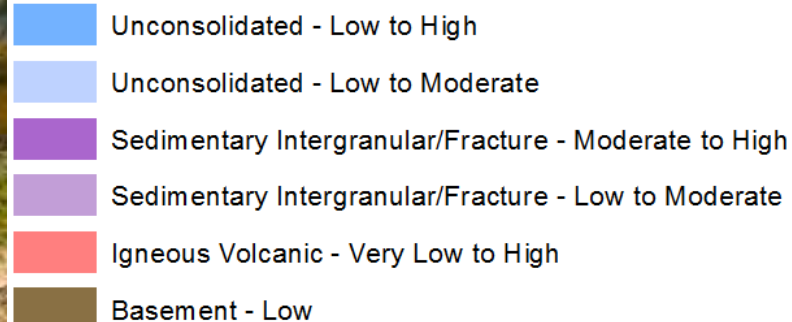 Unconsolidated - Low to High
Unconsolidated - Low to Moderate
Sedimentary Intergranular/Fracture - Moderate to High
Sedimentary Intergranular/Fracture - Low to Moderate
Igneous Volcanic - Very Low to High
Basement - Low